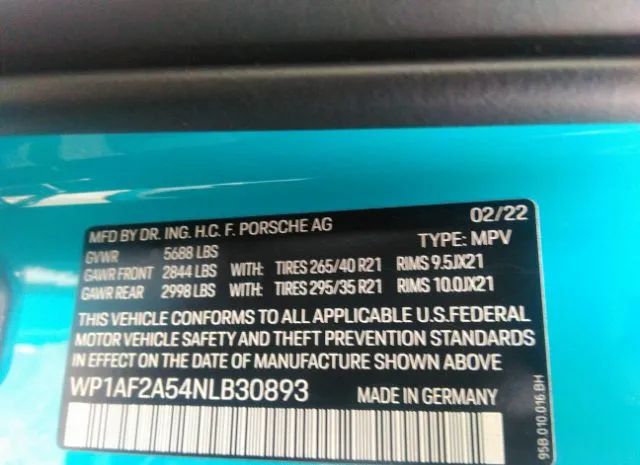 MFD BY DR. ING. H.C. F. PORSCHE AG 02/22
GVWR 5688 LBS TYPE: MPV
GAWR FRONT 2844 LBS WITH: TIRES 265/40 R21 RIMS 9.5JX21
GAWR REAR 2998 LBS WITH: TIRES 295/35 R21 RIMS 10.0JX21
THIS VEHICLE CONFORMS TO ALL APPLICABLE U.S.FEDERAL
MOTOR VEHICLE SAFETY AND THEFT PREVENTION STANDARDS
IN EFFECT ON THE DATE OF MANUFACTURE SHOWN ABOVE
WP1AF2A54NLB30893 MADE IN GERMANY
95B.010.016.BH